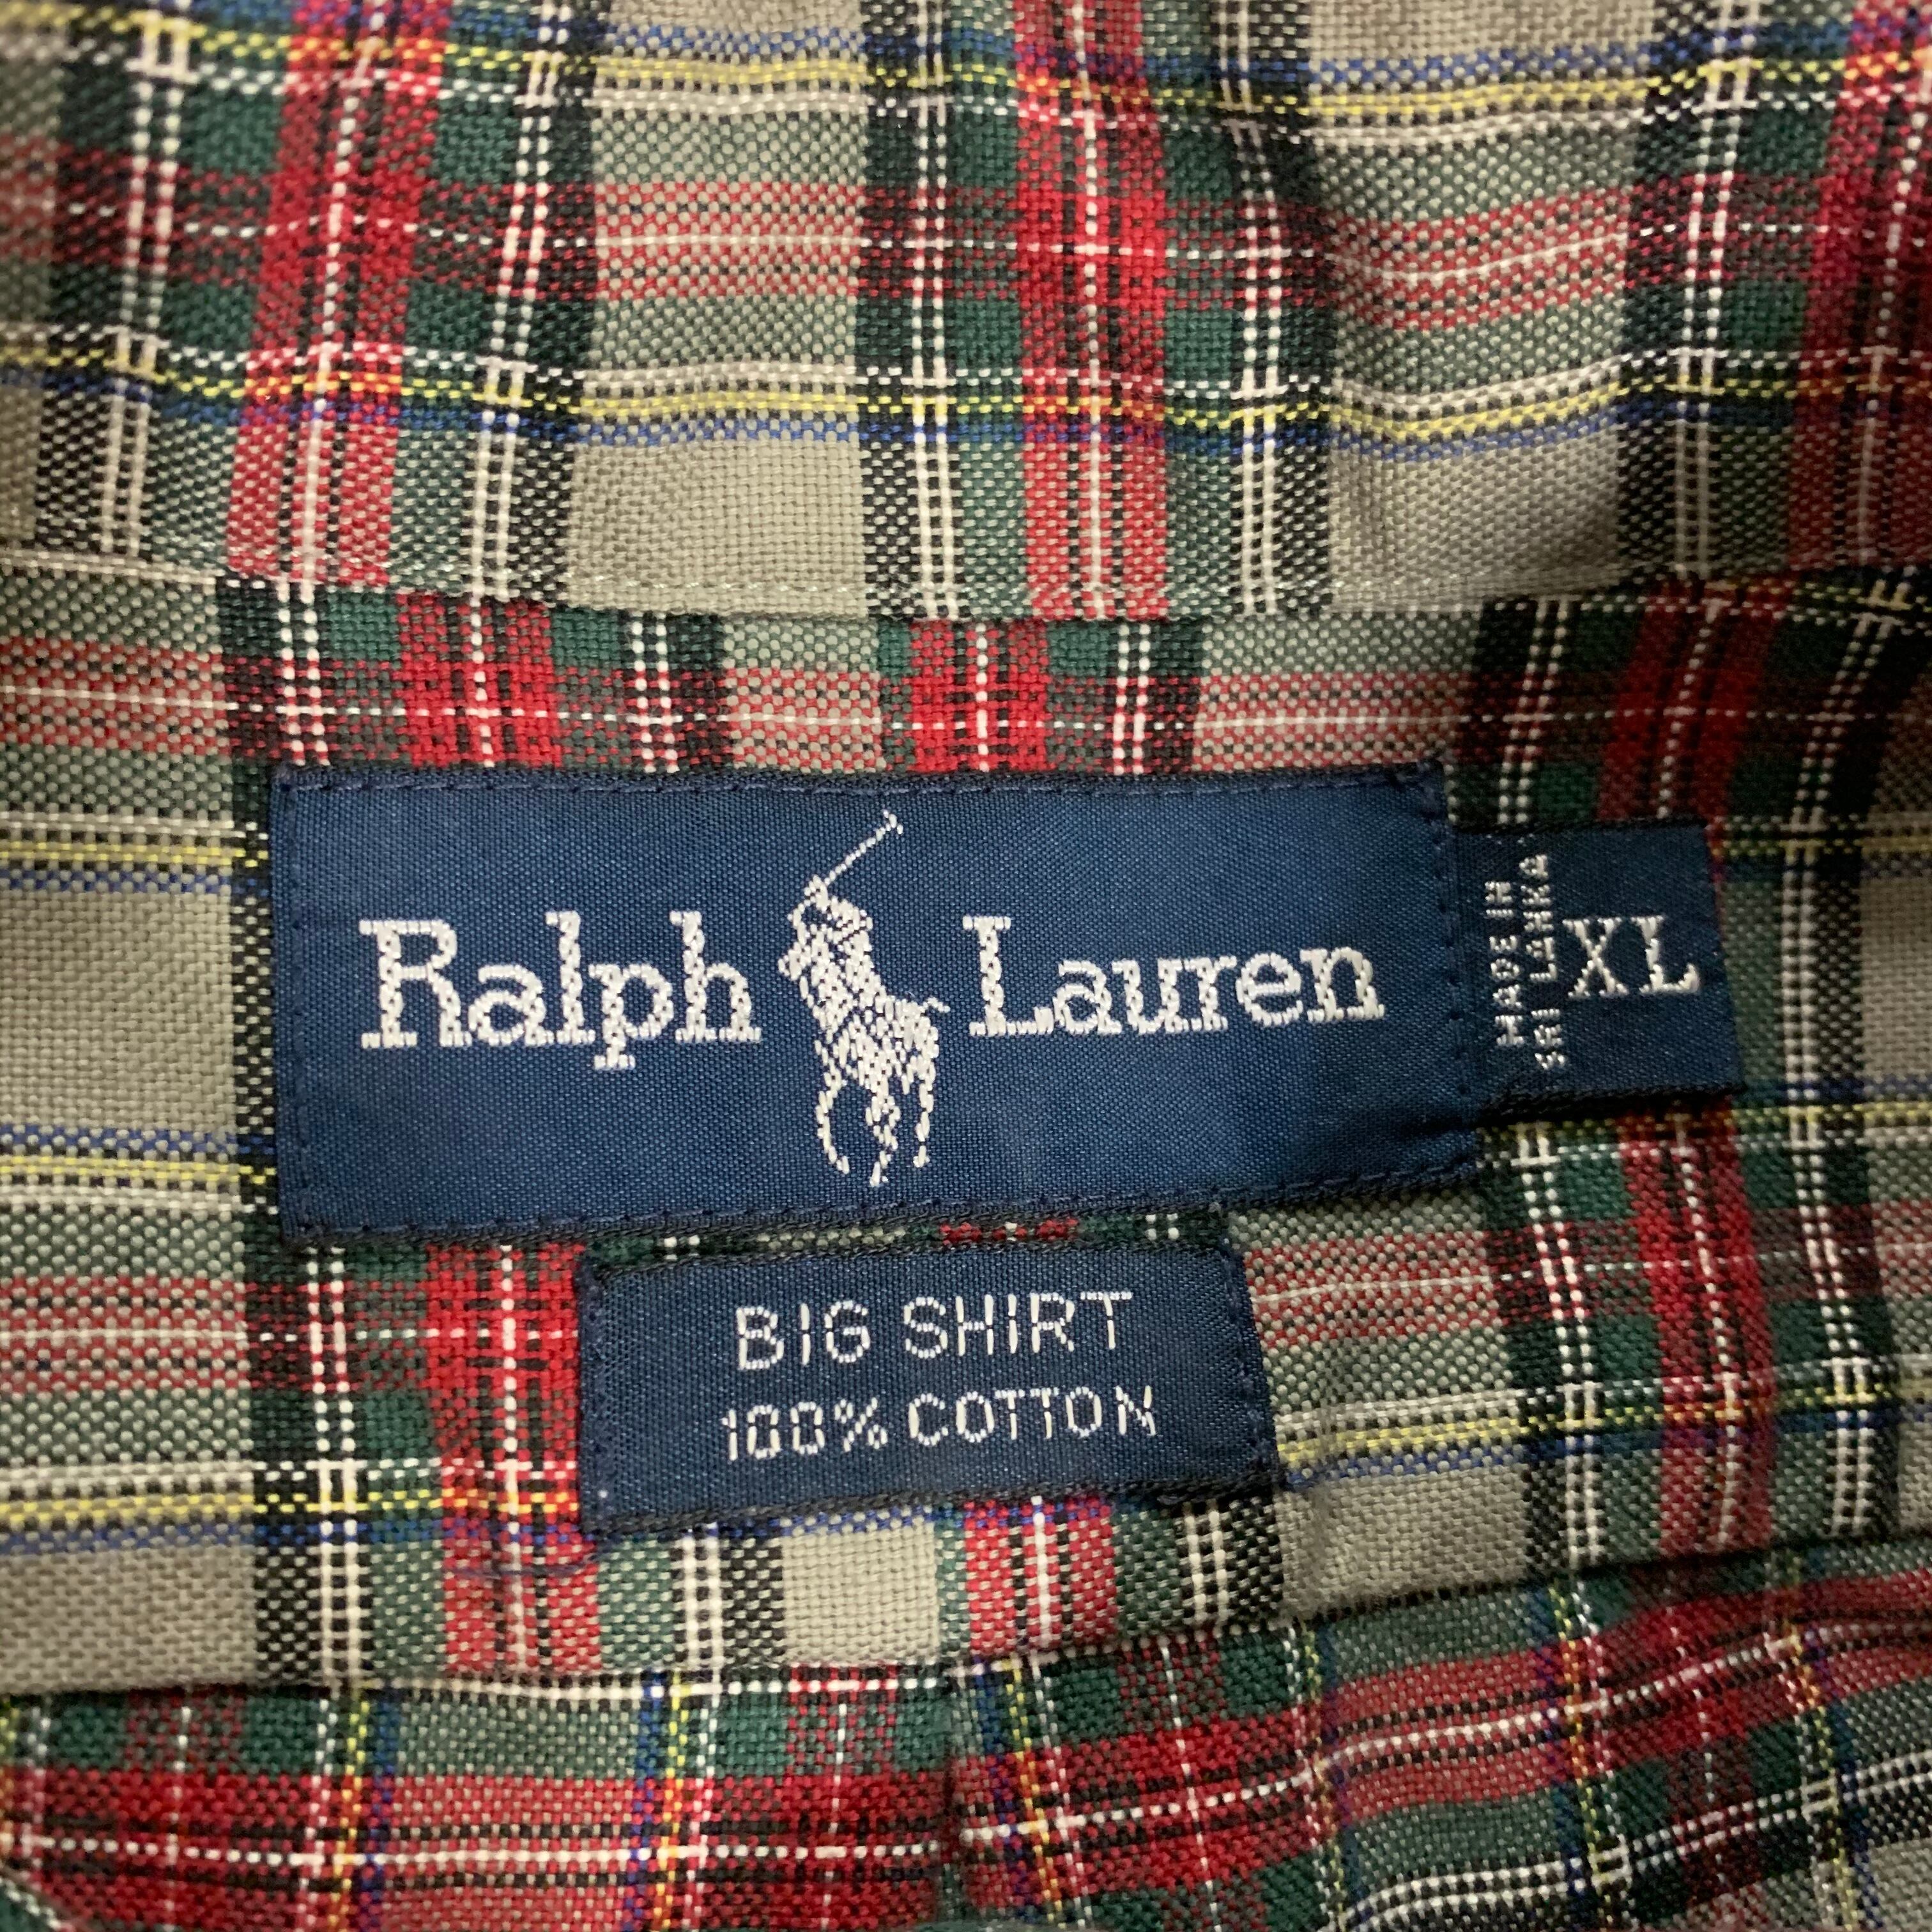 Ralph Lauren
MADE IN
SRI LANKA
XL
BIG SHIRT
100% COTTON